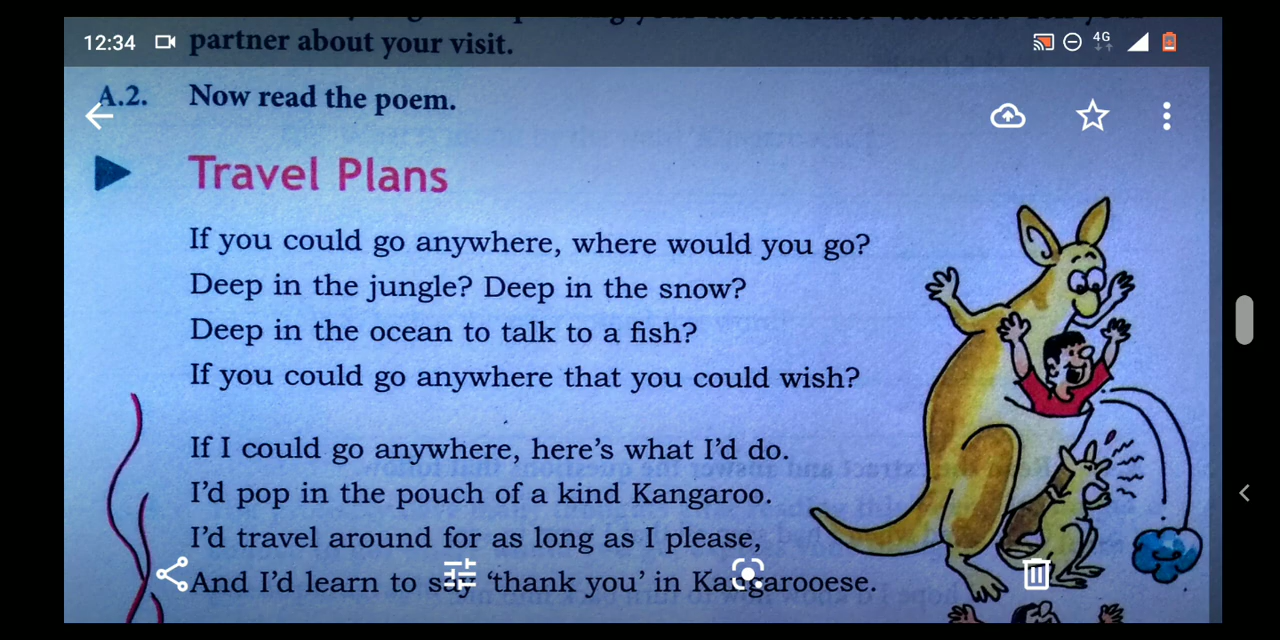 12:34
4G
partner about your visit.
A.2. Now read the poem.
Travel Plans
If you could go anywhere, where would you go?
Deep in the jungle? Deep in the snow?
Deep in the ocean to talk to a fish?
If you could go anywhere that you could wish?
If I could go anywhere, here's what I'd do.
I'd pop in the pouch of a kind Kangaroo.
I'd travel around for as long as I please,
And I'd learn to say 'thank you' in Kangarooese.